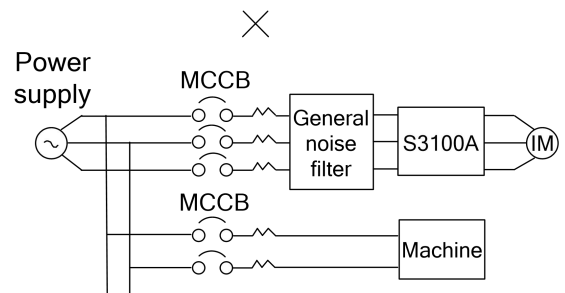 Power
supply
MCCB
General
noise
filter
S3100A
IM
MCCB
Machine